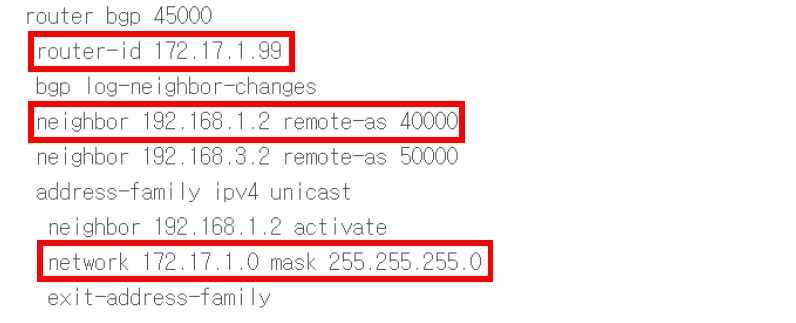 router bgp 45000
router-id 172.17.1.99
bgp log-neighbor-changes
neighbor 192.168.1.2 remote-as 40000
neighbor 192.168.3.2 remote-as 50000
address-family ipv4 unicast
neighbor 192.168.1.2 activate
network 172.17.1.0 mask 255.255.255.0
exit-address-family